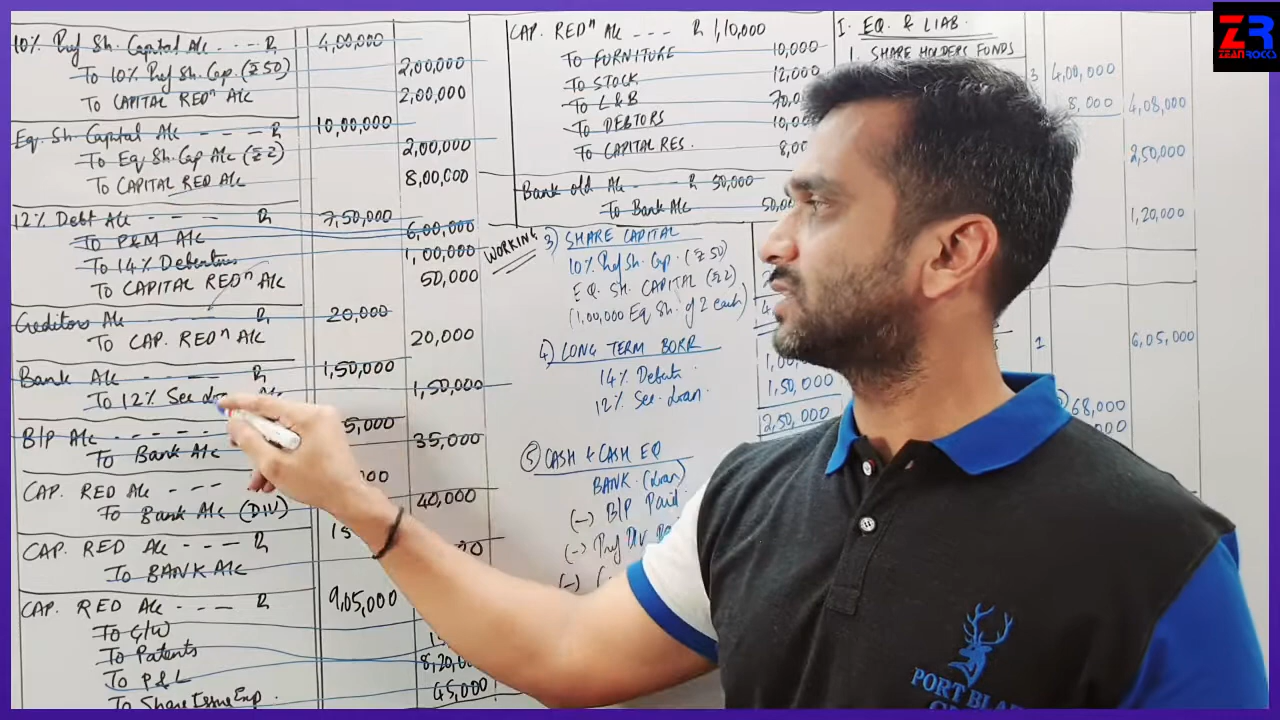 10% Pref Sh. Capital A/c - - - Dr 4,00,000
To 10% Pref Sh. Cap. (₹50) 2,00,000
To CAPITAL REDⁿ A/c 2,00,000
Eq. Sh. Capital A/c - - - Dr 10,00,000
To Eq Sh. Cap A/c (₹2) 2,00,000
To CAPITAL RED A/c 8,00,000
12% Debt A/c - - - Dr 7,50,000
To P&M A/c 6,00,000
To 14% Debentures 1,00,000
To CAPITAL REDⁿ A/c 50,000
Creditors A/c - - - Dr 20,000
To CAP. REDⁿ A/c 20,000
Bank A/c - - - Dr 1,50,000
To 12% Sec 1,50,000
B/P A/c - - - - - 5,000
To Bank A/c 35,000
CAP. RED A/c - - -
To Bank A/c (DIV) 40,000
CAP. RED A/c - - - Dr
To BANK A/c
CAP. RED A/c - - - Dr 9,05,000
To G/W
To Patents
To P&L
To Share Issue Exp. 45,000
CAP. REDⁿ A/c - - - Dr 1,10,000
To FURNITURE 10,000
To STOCK 12,000
To L&B
To DEBTORS
To CAPITAL RES.
Bank old A/c - - - - Dr 50,000
To Bank A/c
WORKING
3) SHARE CAPITAL
10% Pref Sh. Cap. (₹50)
EQ. SH. CAPITAL (₹2)
(1,00,000 Eq Sh. of 2 each)
4) LONG TERM BORR
14% Debt.
12% Sec. Loan 1,50,000
2,50,000
5 CASH & CASH EQ
BANK (Loan)
(-) B/P Paid
(-) Pref Div
(-)
I. EQ. & LIAB.
1. SHARE HOLDERS FUNDS
3 4,00,000
8,000 4,08,000
2,50,000
1,20,000
1 6,05,000
68,000
PORT BLA
ZR
ZEANROCKS